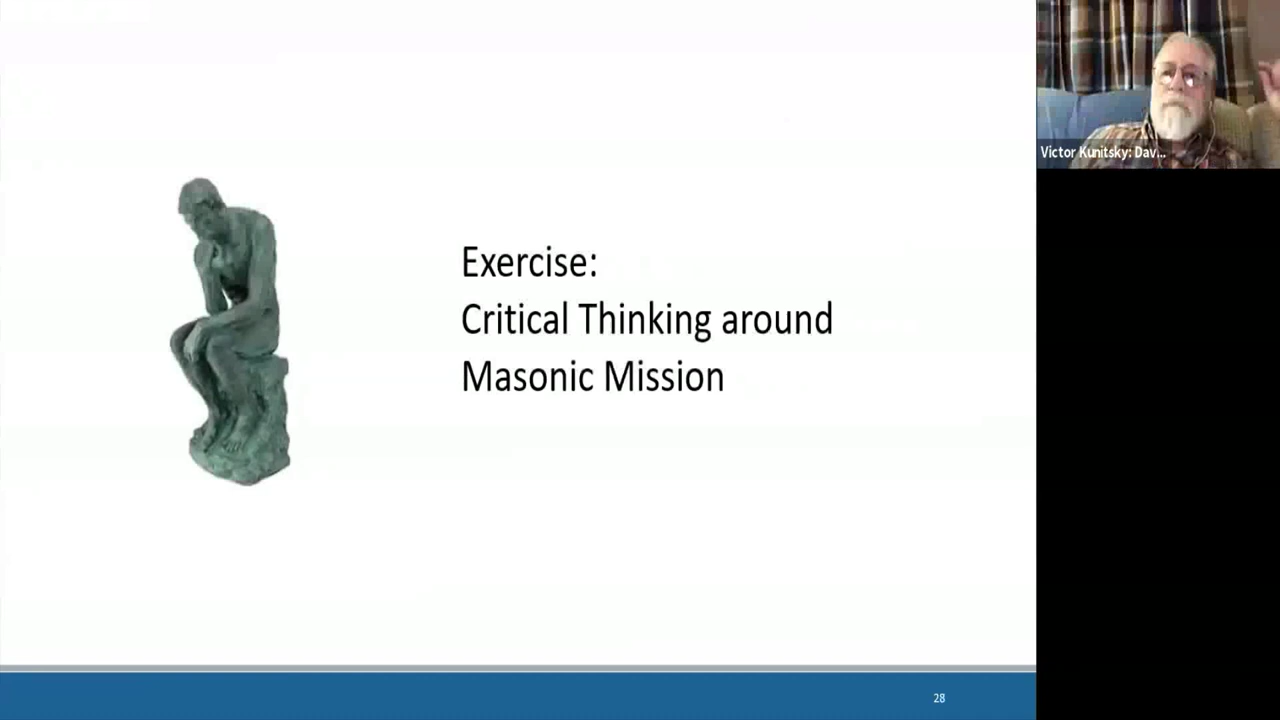 Exercise:
Critical Thinking around
Masonic Mission
28
Victor Kunitsky: Dav...